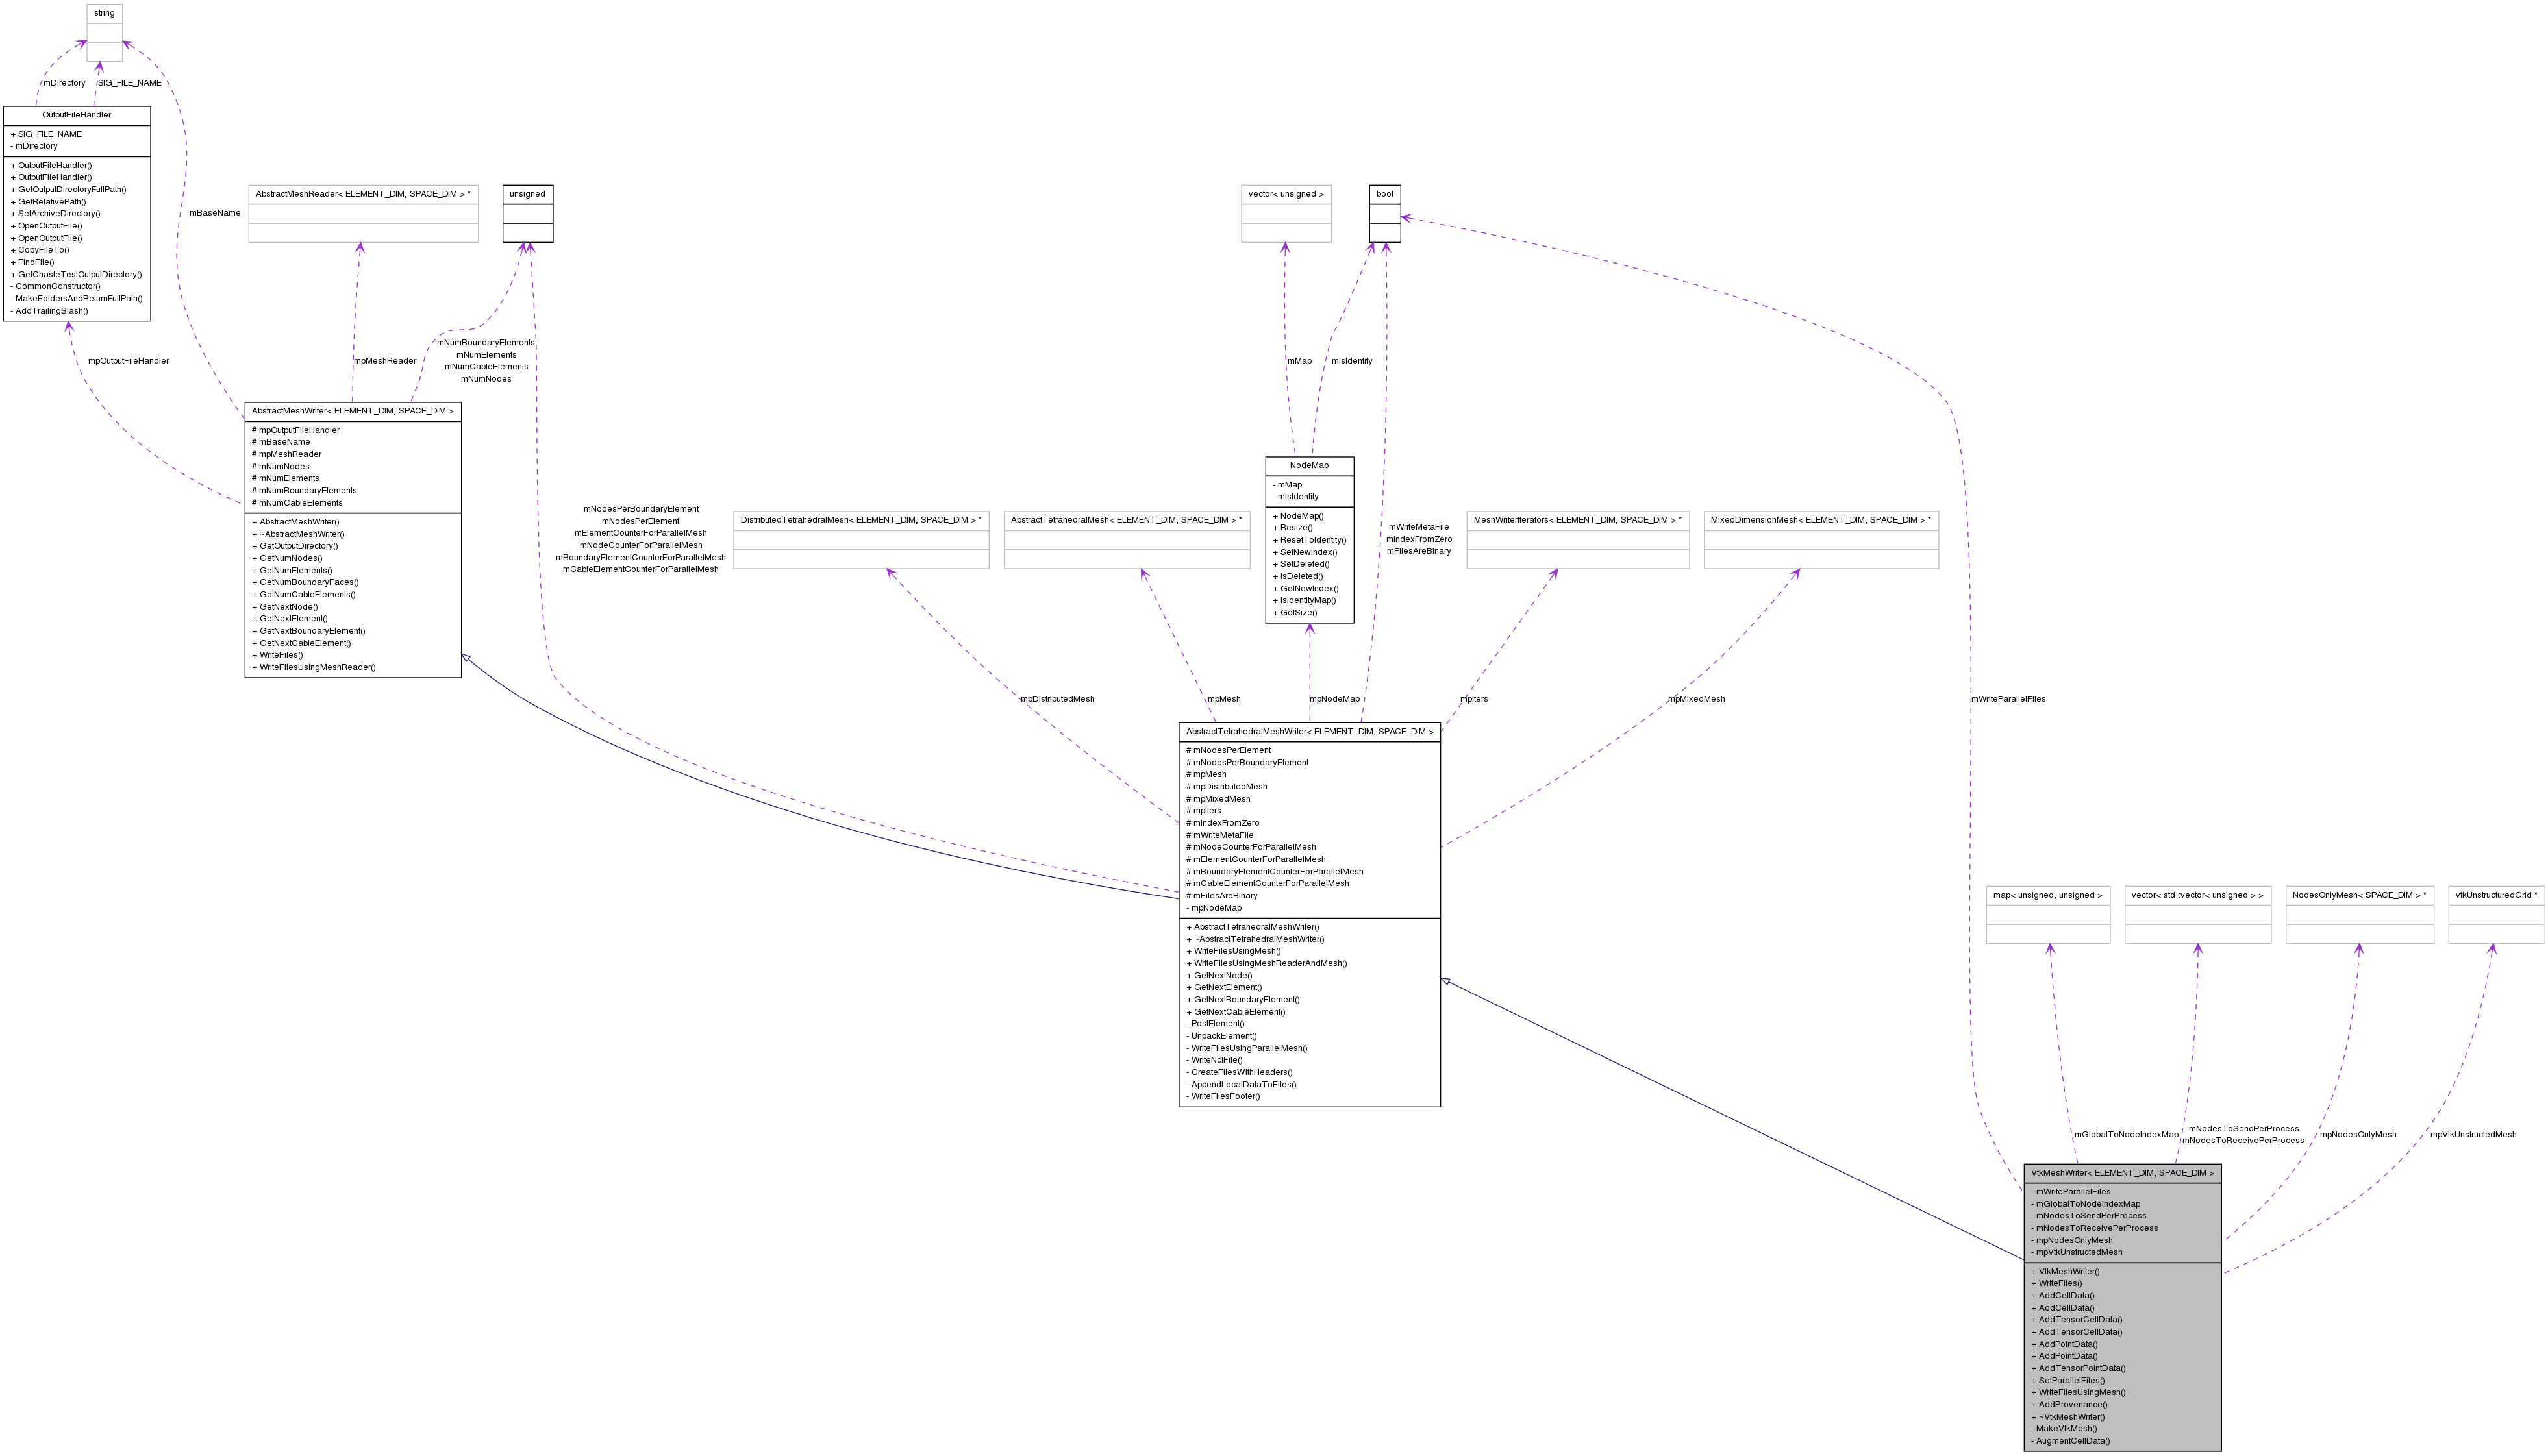 string
mDirectory
SIG_FILE_NAME
OutputFileHandler
+ SIG_FILE_NAME
- mDirectory
+ OutputFileHandler()
+ OutputFileHandler()
+ GetOutputDirectoryFullPath()
+ GetRelativePath()
+ SetArchiveDirectory()
+ OpenOutputFile()
+ OpenOutputFile()
+ CopyFileTo()
+ FindFile()
+ GetChasteTestOutputDirectory()
- CommonConstructor()
- MakeFoldersAndReturnFullPath()
- AddTrailingSlash()
mBaseName
AbstractMeshReader< ELEMENT_DIM, SPACE_DIM > *
unsigned
vector< unsigned >
bool
mpOutputFileHandler
mpMeshReader
mNumBoundaryElements
mNumElements
mNumCableElements
mNumNodes
mMap
mIsIdentity
AbstractMeshWriter< ELEMENT_DIM, SPACE_DIM >
# mpOutputFileHandler
# mBaseName
# mpMeshReader
# mNumNodes
# mNumElements
# mNumBoundaryElements
# mNumCableElements
+ AbstractMeshWriter()
+ ~AbstractMeshWriter()
+ GetOutputDirectory()
+ GetNumNodes()
+ GetNumElements()
+ GetNumBoundaryFaces()
+ GetNumCableElements()
+ GetNextNode()
+ GetNextElement()
+ GetNextBoundaryElement()
+ GetNextCableElement()
+ WriteFiles()
+ WriteFilesUsingMeshReader()
mNodesPerBoundaryElement
mNodesPerElement
mElementCounterForParallelMesh
mNodeCounterForParallelMesh
mBoundaryElementCounterForParallelMesh
mCableElementCounterForParallelMesh
DistributedTetrahedralMesh< ELEMENT_DIM, SPACE_DIM > *
AbstractTetrahedralMesh< ELEMENT_DIM, SPACE_DIM > *
NodeMap
- mMap
- mIsIdentity
+ NodeMap()
+ Resize()
+ ResetToIdentity()
+ SetNewIndex()
+ SetDeleted()
+ IsDeleted()
+ GetNewIndex()
+ IsIdentityMap()
+ GetSize()
mWriteMetaFile
mIndexFromZero
mFilesAreBinary
MeshWriterIterators< ELEMENT_DIM, SPACE_DIM > *
MixedDimensionMesh< ELEMENT_DIM, SPACE_DIM > *
mpDistributedMesh
mpMesh
mpNodeMap
mpIters
mpMixedMesh
mWriteParallelFiles
AbstractTetrahedralMeshWriter< ELEMENT_DIM, SPACE_DIM >
# mNodesPerElement
# mNodesPerBoundaryElement
# mpMesh
# mpDistributedMesh
# mpMixedMesh
# mpIters
# mIndexFromZero
# mWriteMetaFile
# mNodeCounterForParallelMesh
# mElementCounterForParallelMesh
# mBoundaryElementCounterForParallelMesh
# mCableElementCounterForParallelMesh
# mFilesAreBinary
- mpNodeMap
+ AbstractTetrahedralMeshWriter()
+ ~AbstractTetrahedralMeshWriter()
+ WriteFilesUsingMesh()
+ WriteFilesUsingMeshReaderAndMesh()
+ GetNextNode()
+ GetNextElement()
+ GetNextBoundaryElement()
+ GetNextCableElement()
- PostElement()
- UnpackElement()
- WriteFilesUsingParallelMesh()
- WriteNclFile()
- CreateFilesWithHeaders()
- AppendLocalDataToFiles()
- WriteFilesFooter()
map< unsigned, unsigned >
vector< std::vector< unsigned > >
NodesOnlyMesh< SPACE_DIM > *
vtkUnstructuredGrid *
mGlobalToNodeIndexMap
mNodesToSendPerProcess
mNodesToReceivePerProcess
mpNodesOnlyMesh
mpVtkUnstructedMesh
VtkMeshWriter< ELEMENT_DIM, SPACE_DIM >
- mWriteParallelFiles
- mGlobalToNodeIndexMap
- mNodesToSendPerProcess
- mNodesToReceivePerProcess
- mpNodesOnlyMesh
- mpVtkUnstructedMesh
+ VtkMeshWriter()
+ WriteFiles()
+ AddCellData()
+ AddCellData()
+ AddTensorCellData()
+ AddTensorCellData()
+ AddPointData()
+ AddPointData()
+ AddTensorPointData()
+ SetParallelFiles()
+ WriteFilesUsingMesh()
+ AddProvenance()
+ ~VtkMeshWriter()
- MakeVtkMesh()
- AugmentCellData()